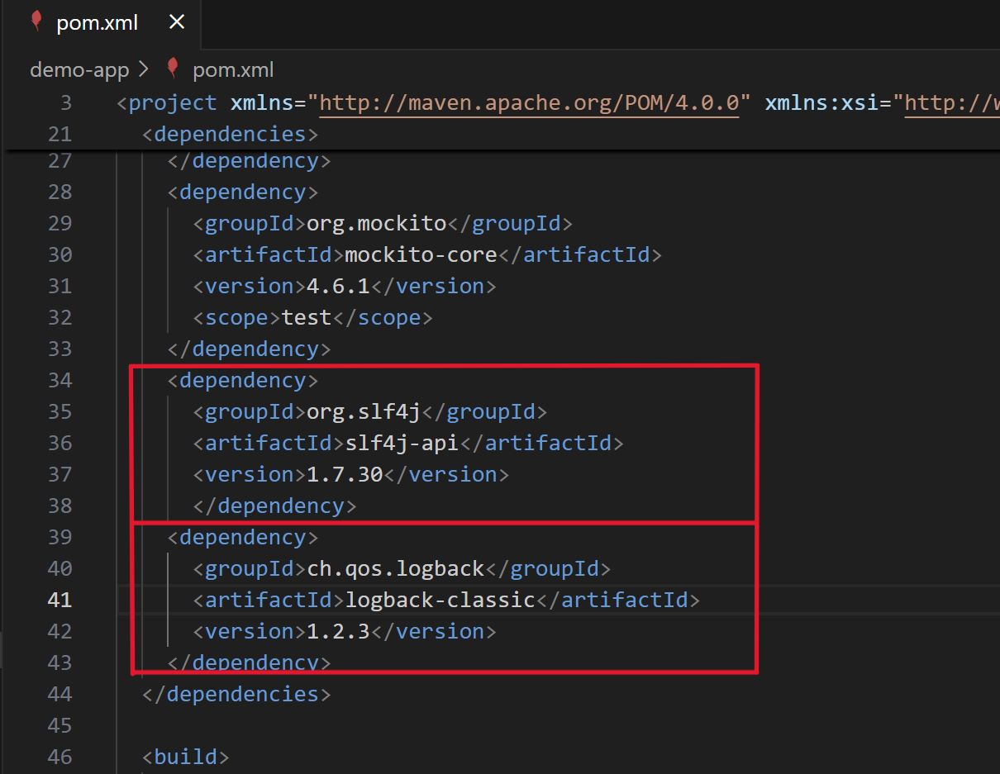 pom.xml
demo-app > pom.xml
3 <project xmlns="http://maven.apache.org/POM/4.0.0" xmlns:xsi="http://w
21 <dependencies>
27 </dependency>
28 <dependency>
29 <groupId>org.mockito</groupId>
30 <artifactId>mockito-core</artifactId>
31 <version>4.6.1</version>
32 <scope>test</scope>
33 </dependency>
34 <dependency>
35 <groupId>org.slf4j</groupId>
36 <artifactId>slf4j-api</artifactId>
37 <version>1.7.30</version>
38 </dependency>
39 <dependency>
40 <groupId>ch.qos.logback</groupId>
41 <artifactId>logback-classic</artifactId>
42 <version>1.2.3</version>
43 </dependency>
44 </dependencies>
45
46 <build>